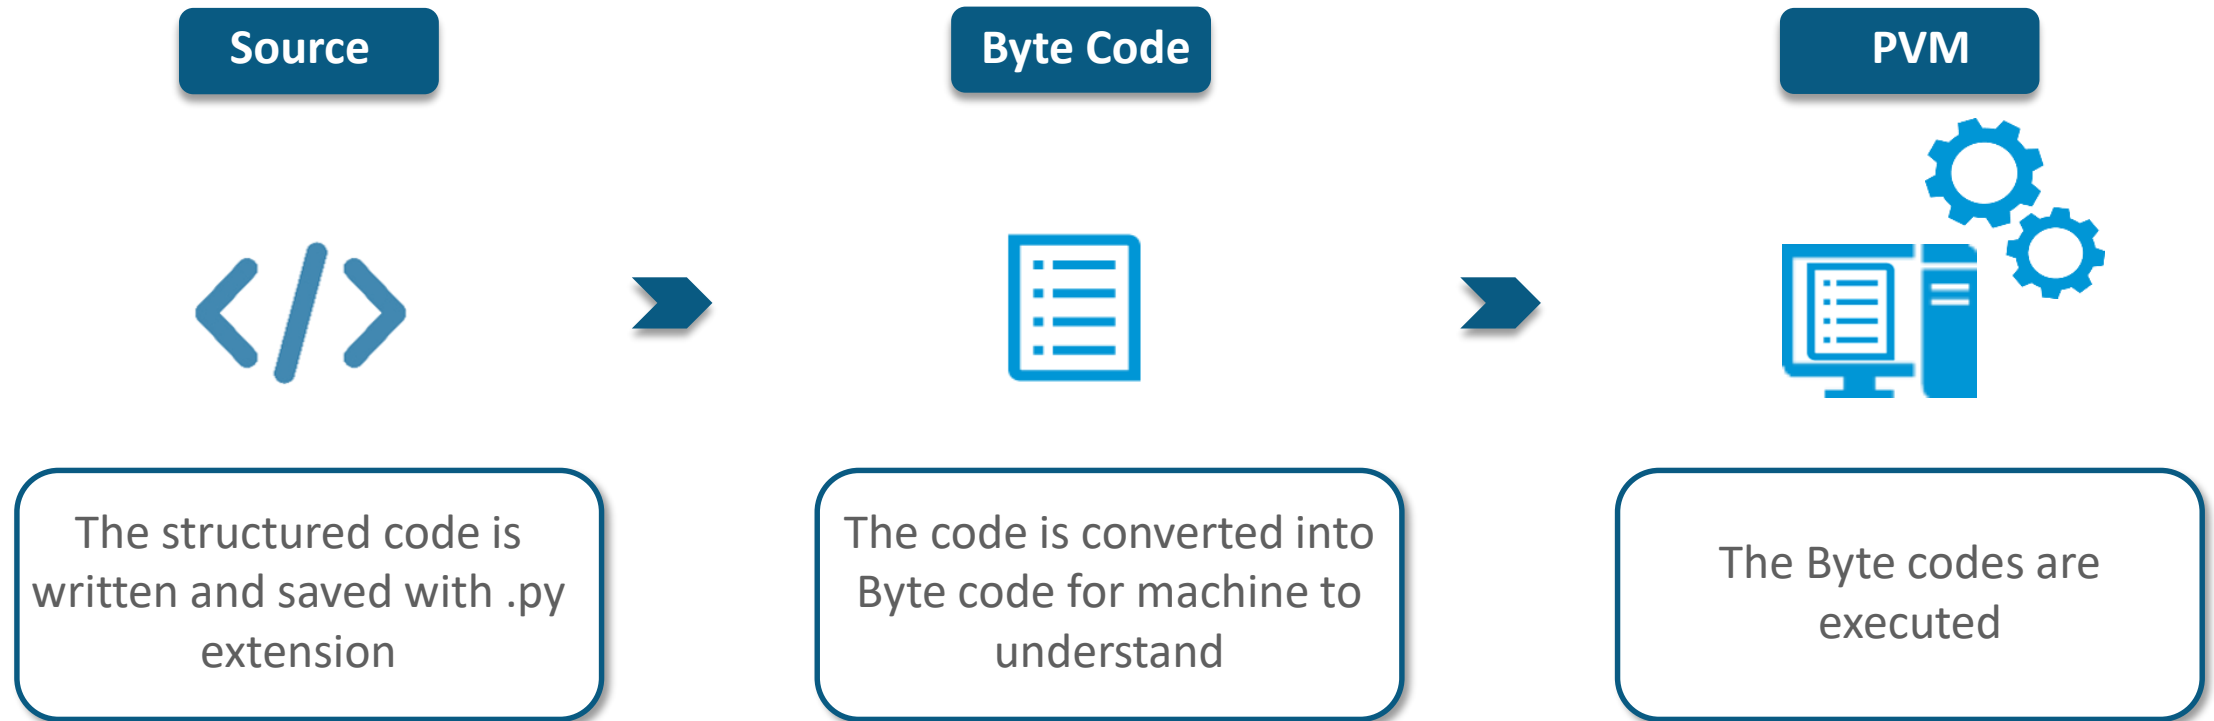 Source
Byte Code
PVM
The structured code is
written and saved with .py
extension
The code is converted into
Byte code for machine to
understand
The Byte codes are
executed